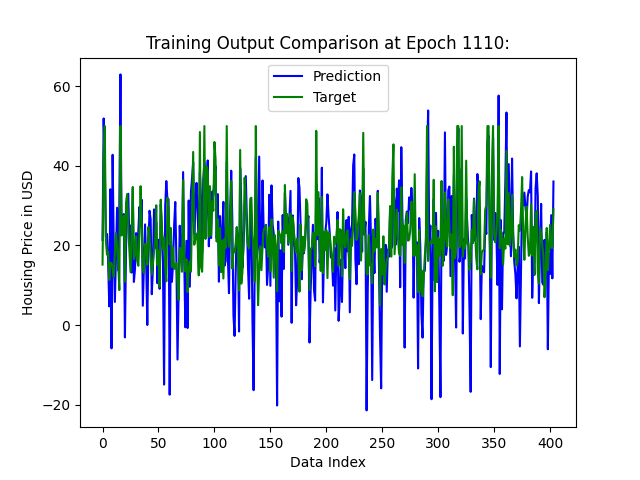 Training Output Comparison at Epoch 1110:
Prediction
Target
Housing Price in USD
60
40
20
0
−20
0
50
100
150
200
250
300
350
400
Data Index